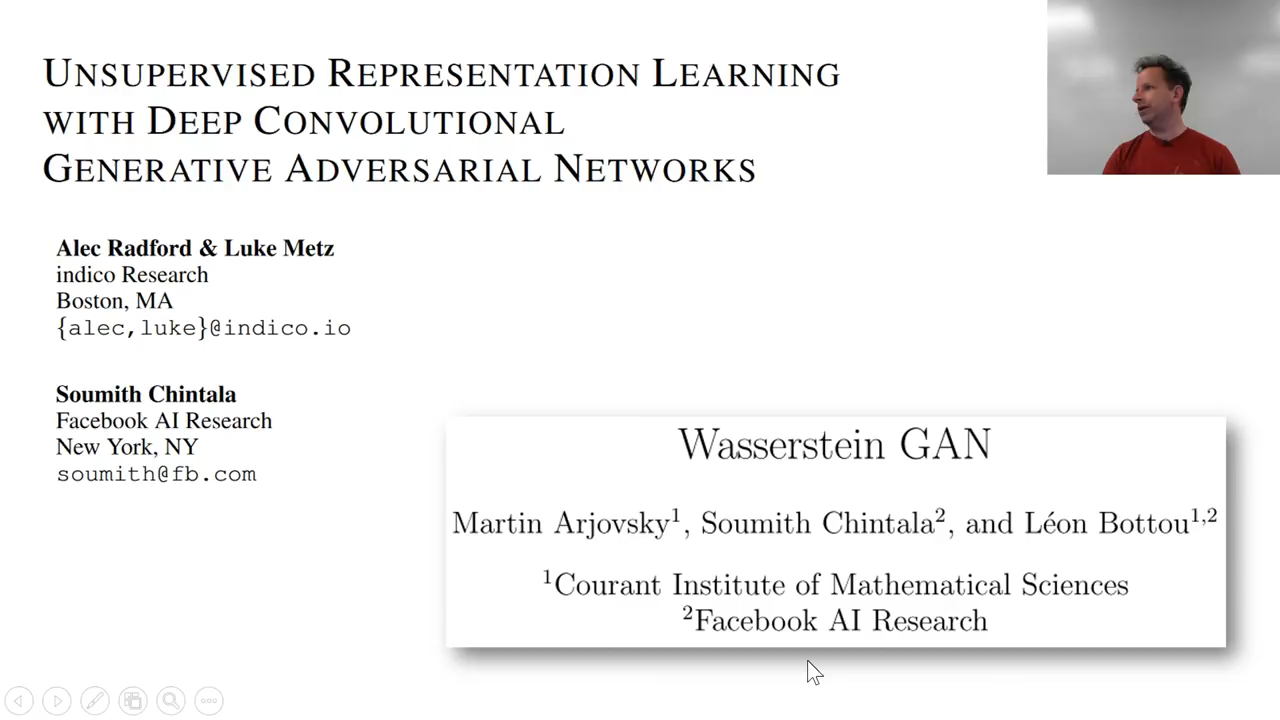 UNSUPERVISED REPRESENTATION LEARNING
WITH DEEP CONVOLUTIONAL
GENERATIVE ADVERSARIAL NETWORKS
Alec Radford & Luke Metz
indico Research
Boston, MA
{alec,luke}@indico.io
Soumith Chintala
Facebook AI Research
New York, NY
soumith@fb.com
Wasserstein GAN
Martin Arjovsky¹, Soumith Chintala², and Léon Bottou¹,²
¹Courant Institute of Mathematical Sciences
²Facebook AI Research